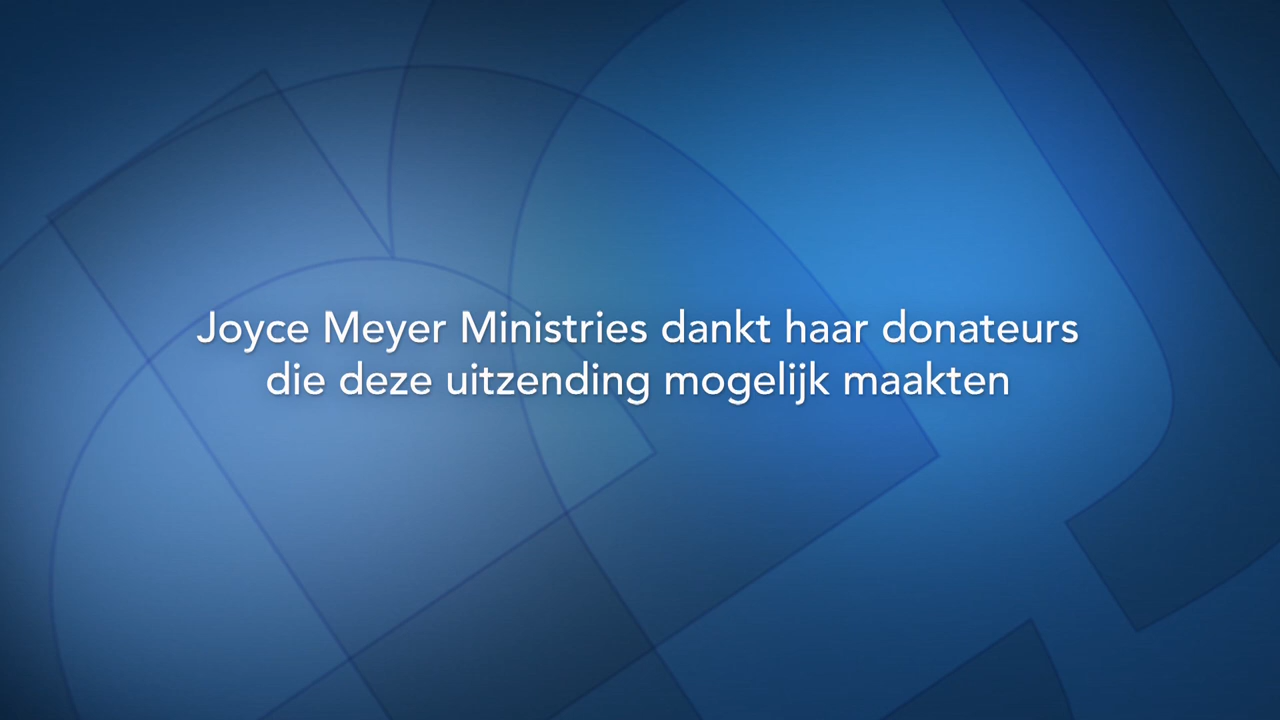 Joyce Meyer Ministries dankt haar donateurs
die deze uitzending mogelijk maakten